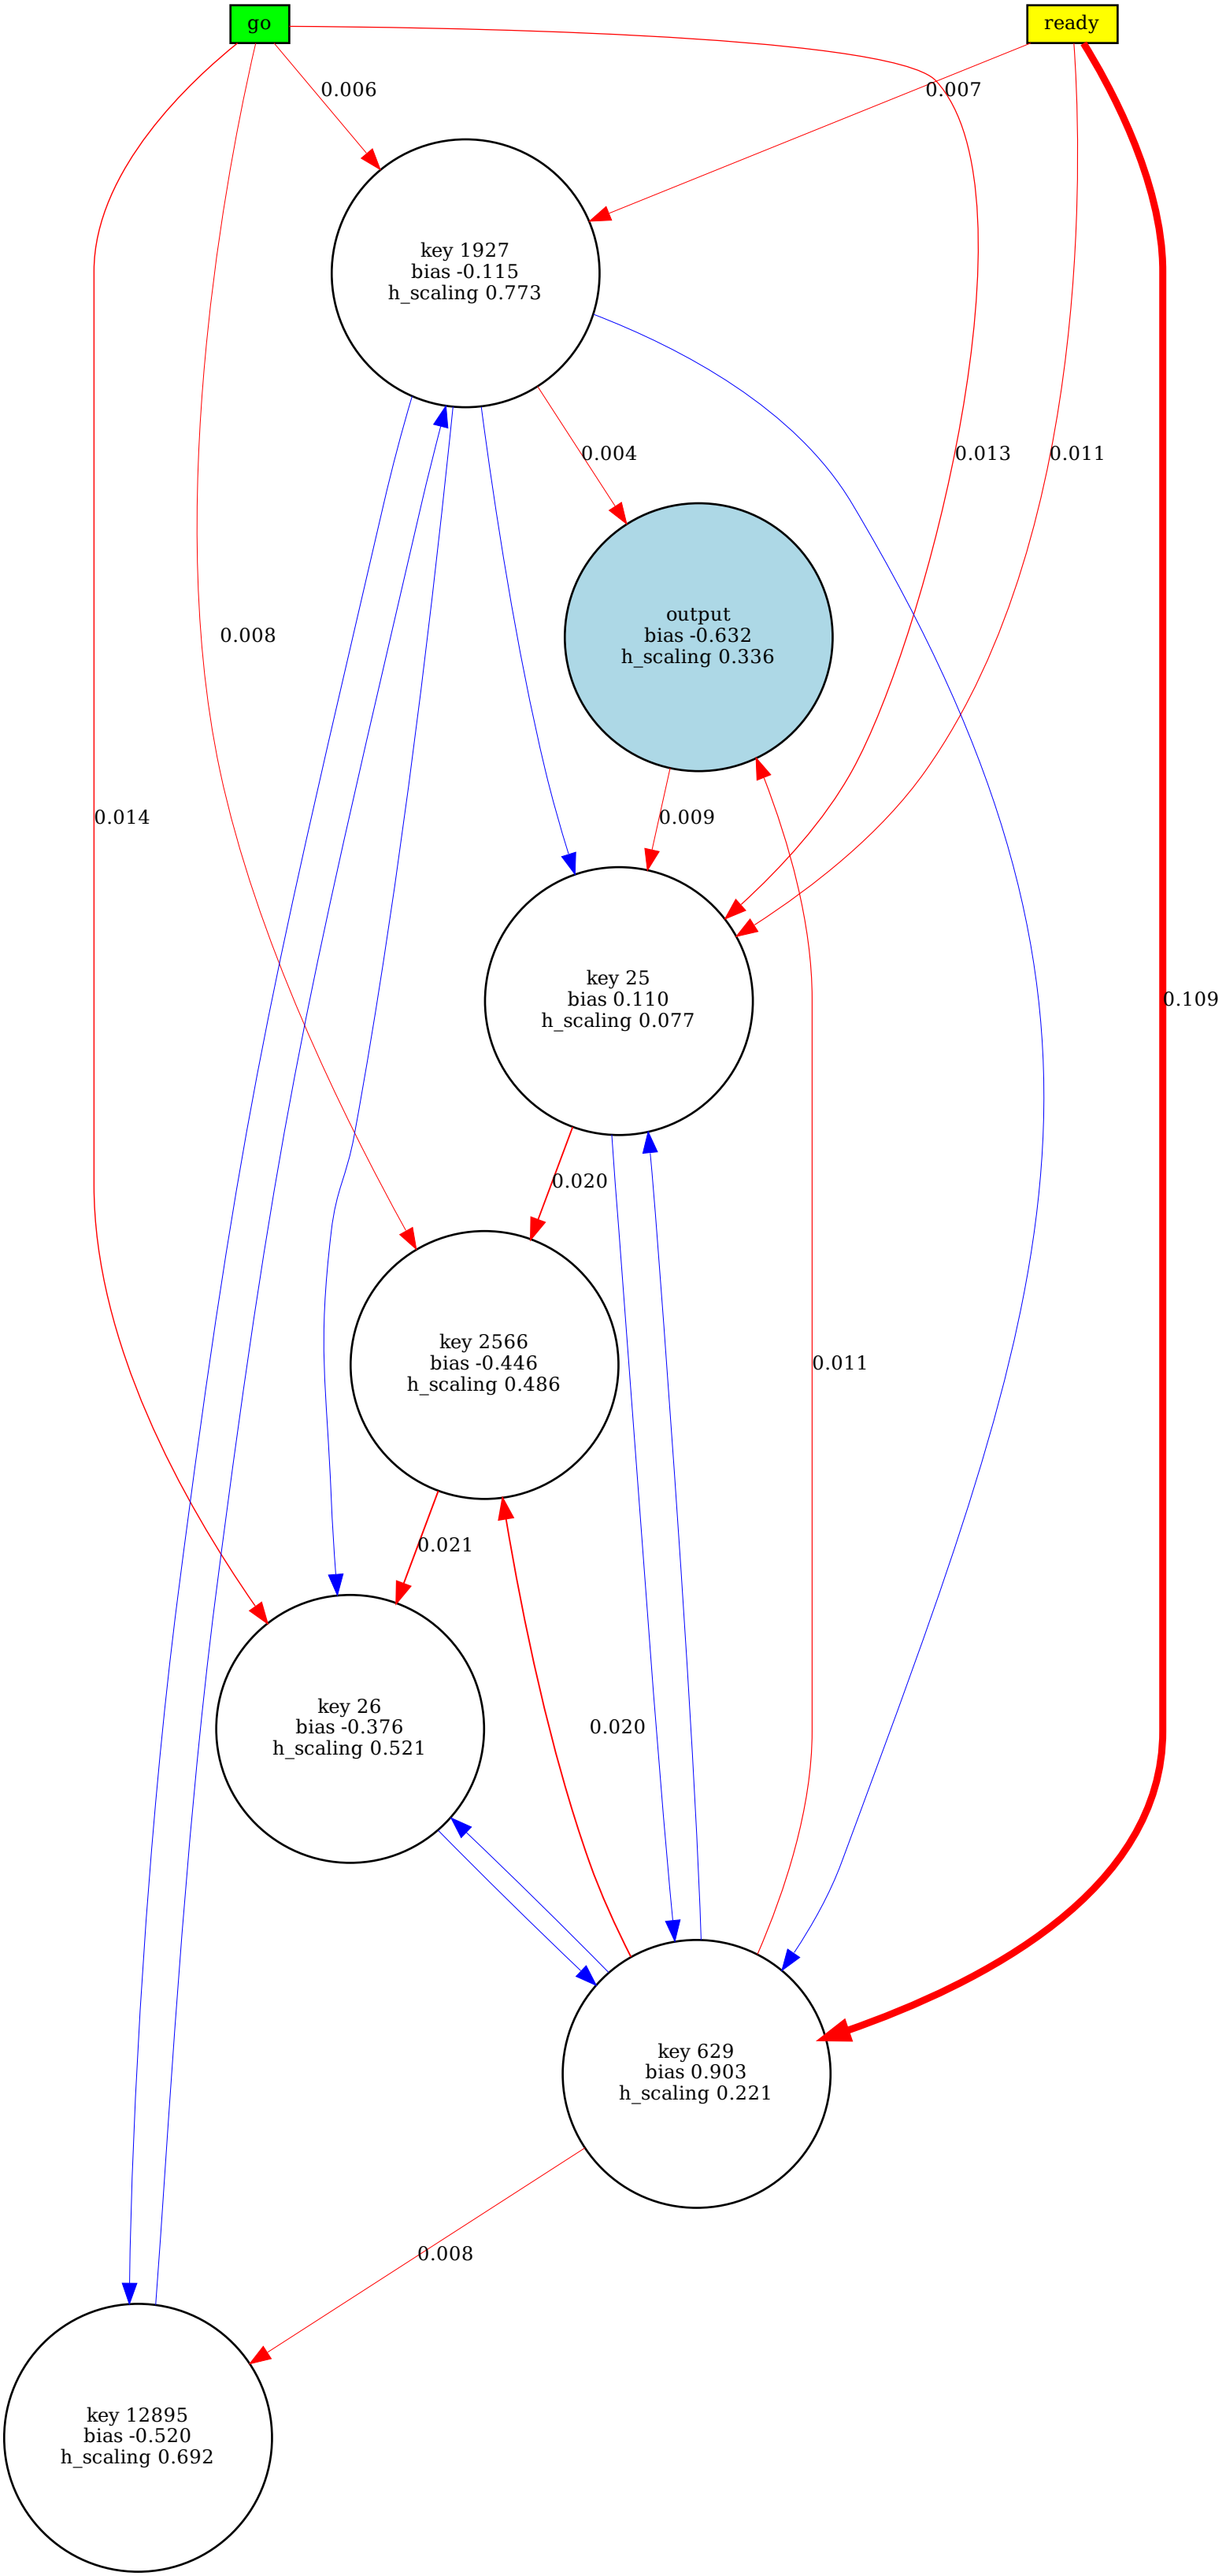 go
ready
0.006
0.007
key 1927
bias -0.115
h_scaling 0.773
0.004
0.013
0.011
output
bias -0.632
h_scaling 0.336
0.008
0.014
0.009
key 25
bias 0.110
h_scaling 0.077
0.109
0.020
key 2566
bias -0.446
h_scaling 0.486
0.011
0.021
key 26
bias -0.376
h_scaling 0.521
0.020
key 629
bias 0.903
h_scaling 0.221
0.008
key 12895
bias -0.520
h_scaling 0.692